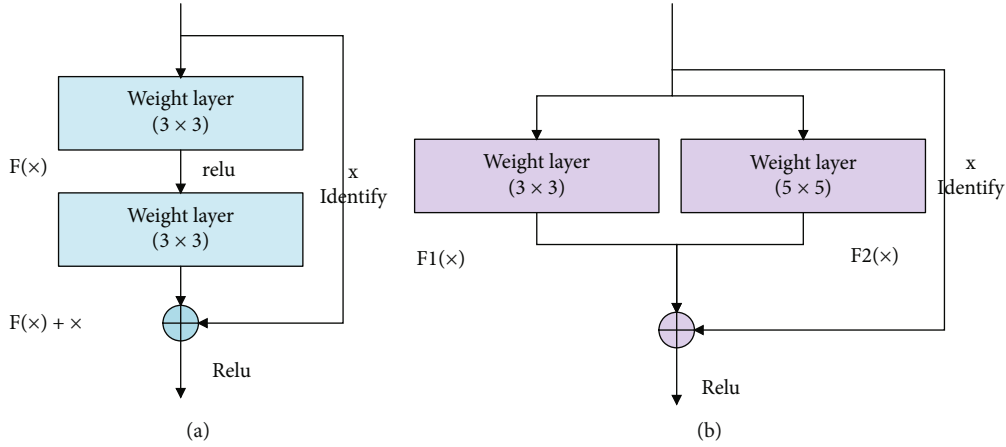 Weight layer
(3 × 3)
F(×)
relu
x
Identify
Weight layer
(3 × 3)
F(×) + ×
Relu
(a)
Weight layer
(3 × 3)
Weight layer
(5 × 5)
x
Identify
F1(×)
F2(×)
Relu
(b)